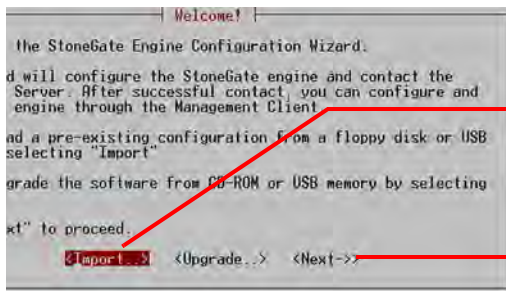 Welcome!
the StoneGate Engine Configuration Wizard.
d will configure the StoneGate engine and contact the
Server. After successful contact, you can configure and
engine through the Management Client
ad a pre-existing configuration from a floppy disk or USB
selecting "Import"
grade the software from CD-ROM or USB memory by selecting
xt" to proceed.
<Import..> <Upgrade..> <Next->>